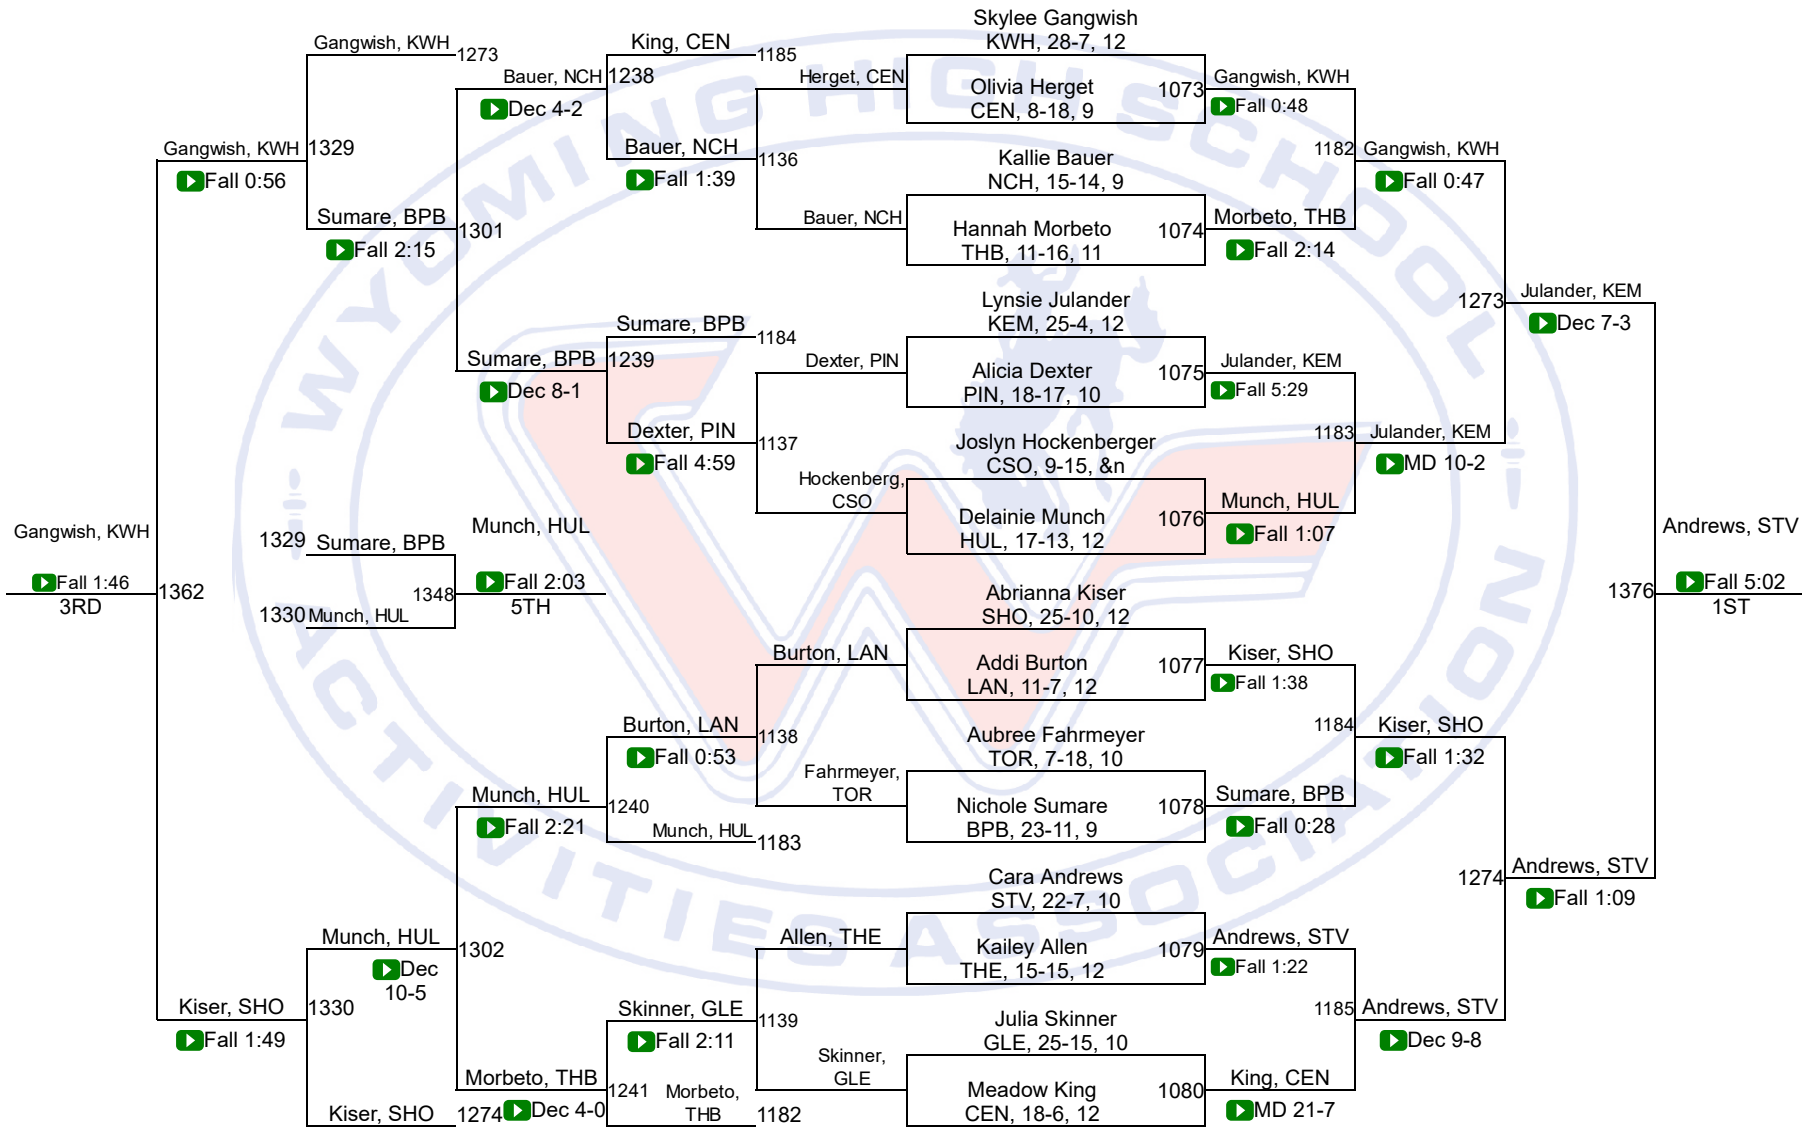 Skylee Gangwish
KWH, 28-7, 12
Gangwish, KWH
1273
King, CEN
1185
Bauer, NCH
1238
Herget, CEN
Olivia Herget
CEN, 8-18, 9
1073
Gangwish, KWH
Fall 0:48
Dec 4-2
Gangwish, KWH
1329
Fall 0:56
Bauer, NCH
1136
Fall 1:39
Kallie Bauer
NCH, 15-14, 9
1182
Gangwish, KWH
Fall 0:47
Sumare, BPB
1301
Fall 2:15
Bauer, NCH
Hannah Morbeto
THB, 11-16, 11
1074
Morbeto, THB
Fall 2:14
Lynsie Julander
KEM, 25-4, 12
1273
Julander, KEM
Dec 7-3
Sumare, BPB
1184
Sumare, BPB
1239
Dec 8-1
Dexter, PIN
Alicia Dexter
PIN, 18-17, 10
1075
Julander, KEM
Fall 5:29
Dexter, PIN
1137
Fall 4:59
Joslyn Hockenberger
CSO, 9-15, &n
1183
Julander, KEM
MD 10-2
Hockenberg,
CSO
Delainie Munch
HUL, 17-13, 12
1076
Munch, HUL
Fall 1:07
Gangwish, KWH
Fall 1:46
3RD
1362
1329
Sumare, BPB
1330
Munch, HUL
1348
Munch, HUL
Fall 2:03
5TH
Andrews, STV
1376
Fall 5:02
1ST
Abrianna Kiser
SHO, 25-10, 12
Burton, LAN
Addi Burton
LAN, 11-7, 12
1077
Kiser, SHO
Fall 1:38
Burton, LAN
1138
Fall 0:53
Aubree Fahrmeyer
TOR, 7-18, 10
1184
Kiser, SHO
Fall 1:32
Fahrmeyer,
TOR
Nichole Sumare
BPB, 23-11, 9
1078
Sumare, BPB
Fall 0:28
Munch, HUL
1240
Fall 2:21
Munch, HUL
1183
Cara Andrews
STV, 22-7, 10
1274
Andrews, STV
Fall 1:09
Munch, HUL
1302
Dec
10-5
Allen, THE
Kailey Allen
THE, 15-15, 12
1079
Andrews, STV
Fall 1:22
Kiser, SHO
1330
Fall 1:49
Skinner, GLE
1139
Fall 2:11
Julia Skinner
GLE, 25-15, 10
1185
Andrews, STV
Dec 9-8
Skinner,
GLE
Meadow King
CEN, 18-6, 12
1080
King, CEN
MD 21-7
Morbeto, THB
1241
Dec 4-0
Morbeto,
THB
1182
Kiser, SHO
1274
WYOMING HIGH SCHOOL
ACTIVITIES ASSOCIATION